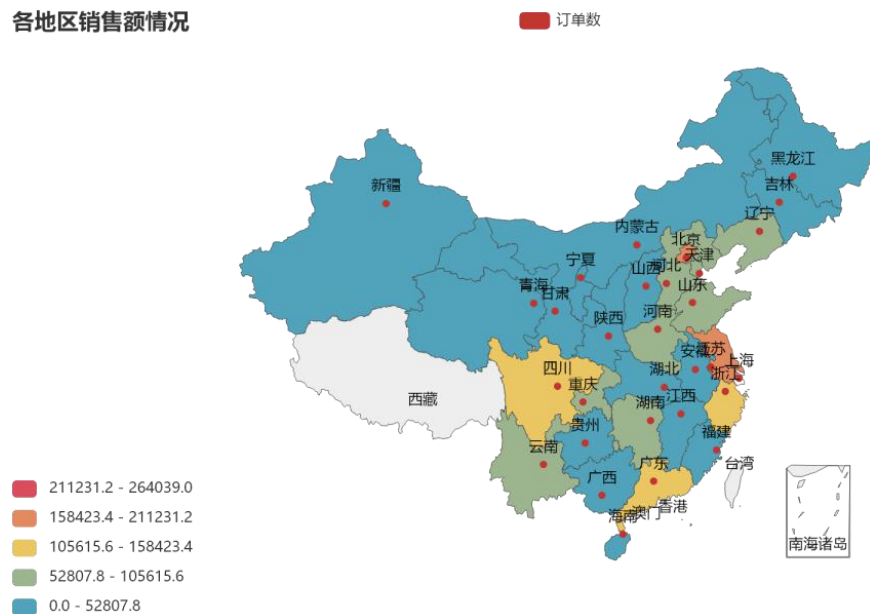 各地区销售额情况
订单数
黑龙江
新疆
吉林
辽宁
内蒙古
北京
天津
宁夏
河北
山西
青海
甘肃
山东
河南
陕西
安徽
江苏
上海
四川
湖北
浙江
重庆
江西
西藏
湖南
贵州
福建
云南
台湾
广东
广西
香港
澳门
海南
南海诸岛
211231.2 - 264039.0
158423.4 - 211231.2
105615.6 - 158423.4
52807.8 - 105615.6
0.0 - 52807.8